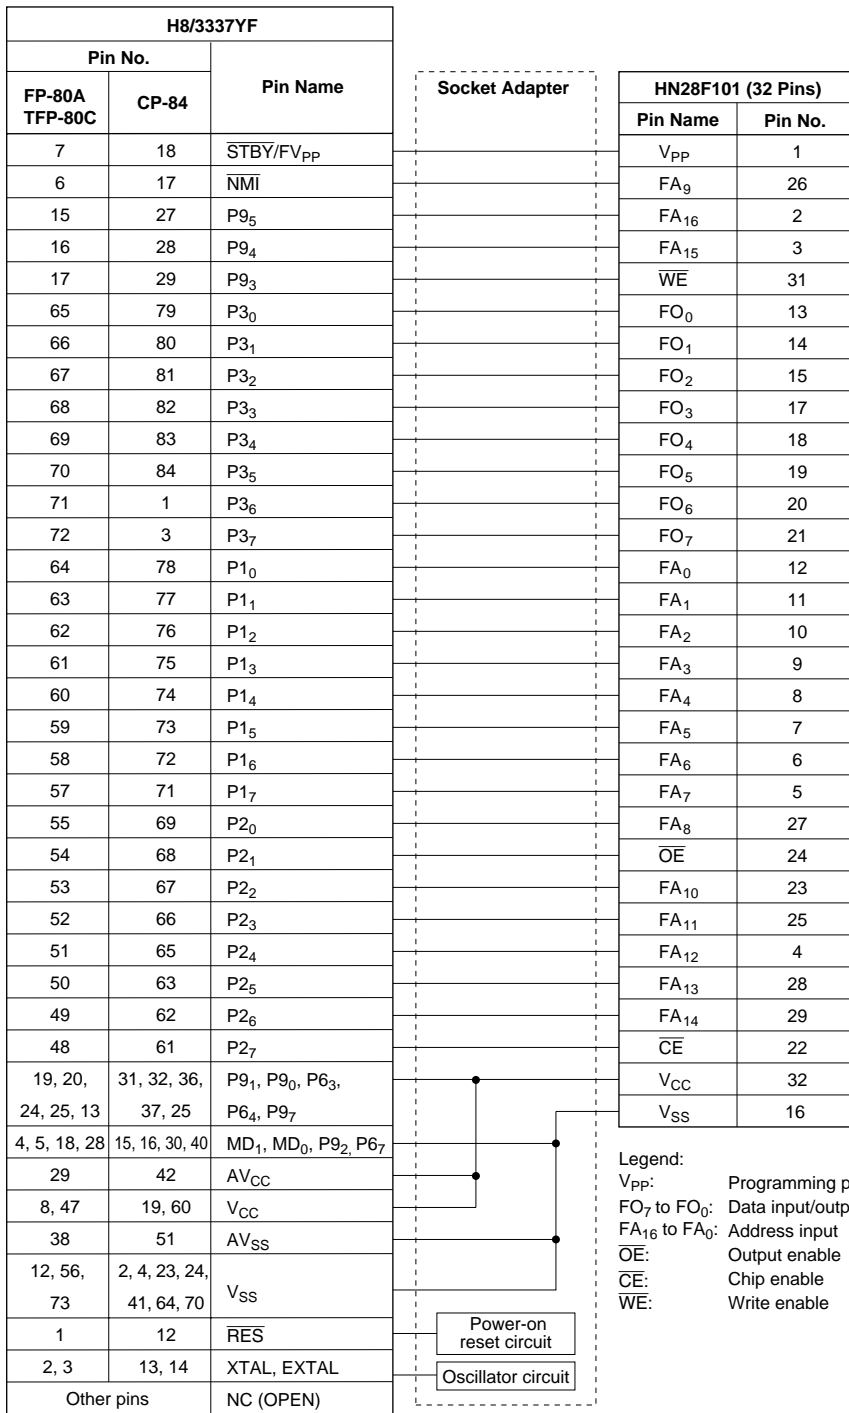 H8/3337YF
Pin No.
Pin Name
FP-80A
TFP-80C
CP-84
Socket Adapter
HN28F101 (32 Pins)
Pin Name Pin No.
7 18 S̅T̅B̅Y̅/FVPP VPP 1
6 17 N̅M̅I̅ FA9 26
15 27 P95 FA16 2
16 28 P94 FA15 3
17 29 P93 W̅E̅ 31
65 79 P30 FO0 13
66 80 P31 FO1 14
67 81 P32 FO2 15
68 82 P33 FO3 17
69 83 P34 FO4 18
70 84 P35 FO5 19
71 1 P36 FO6 20
72 3 P37 FO7 21
64 78 P10 FA0 12
63 77 P11 FA1 11
62 76 P12 FA2 10
61 75 P13 FA3 9
60 74 P14 FA4 8
59 73 P15 FA5 7
58 72 P16 FA6 6
57 71 P17 FA7 5
55 69 P20 FA8 27
54 68 P21 O̅E̅ 24
53 67 P22 FA10 23
52 66 P23 FA11 25
51 65 P24 FA12 4
50 63 P25 FA13 28
49 62 P26 FA14 29
48 61 P27 C̅E̅ 22
19, 20, 31, 32, 36, P91, P90, P63, VCC 32
24, 25, 13 37, 25 P64, P97 VSS 16
4, 5, 18, 28 15, 16, 30, 40 MD1, MD0, P92, P67
29 42 AVCC
8, 47 19, 60 VCC
38 51 AVSS
12, 56, 2, 4, 23, 24,
73 41, 64, 70 VSS
1 12 R̅E̅S̅
Power-on
reset circuit
2, 3 13, 14 XTAL, EXTAL
Oscillator circuit
Other pins NC (OPEN)
Legend:
VPP: Programming p
FO7 to FO0: Data input/outp
FA16 to FA0: Address input
O̅E̅: Output enable
C̅E̅: Chip enable
W̅E̅: Write enable